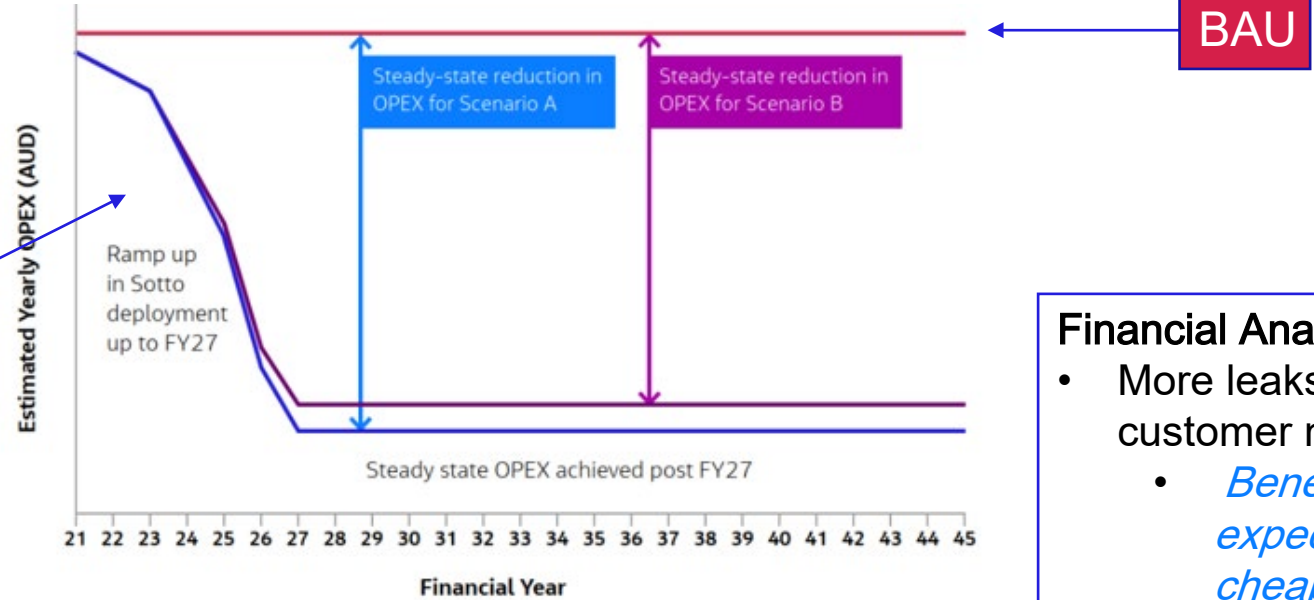 BAU
Steady-state reduction in
OPEX for Scenario A
Steady-state reduction in
OPEX for Scenario B
Estimated Yearly OPEX (AUD)
Ramp up
in Sotto
deployment
up to FY27
Steady state OPEX achieved post FY27
21 22 23 24 25 26 27 28 29 30 31 32 33 34 35 36 37 38 39 40 41 42 43 44 45
Financial Year
Financial Ana
• More leaks
customer
•